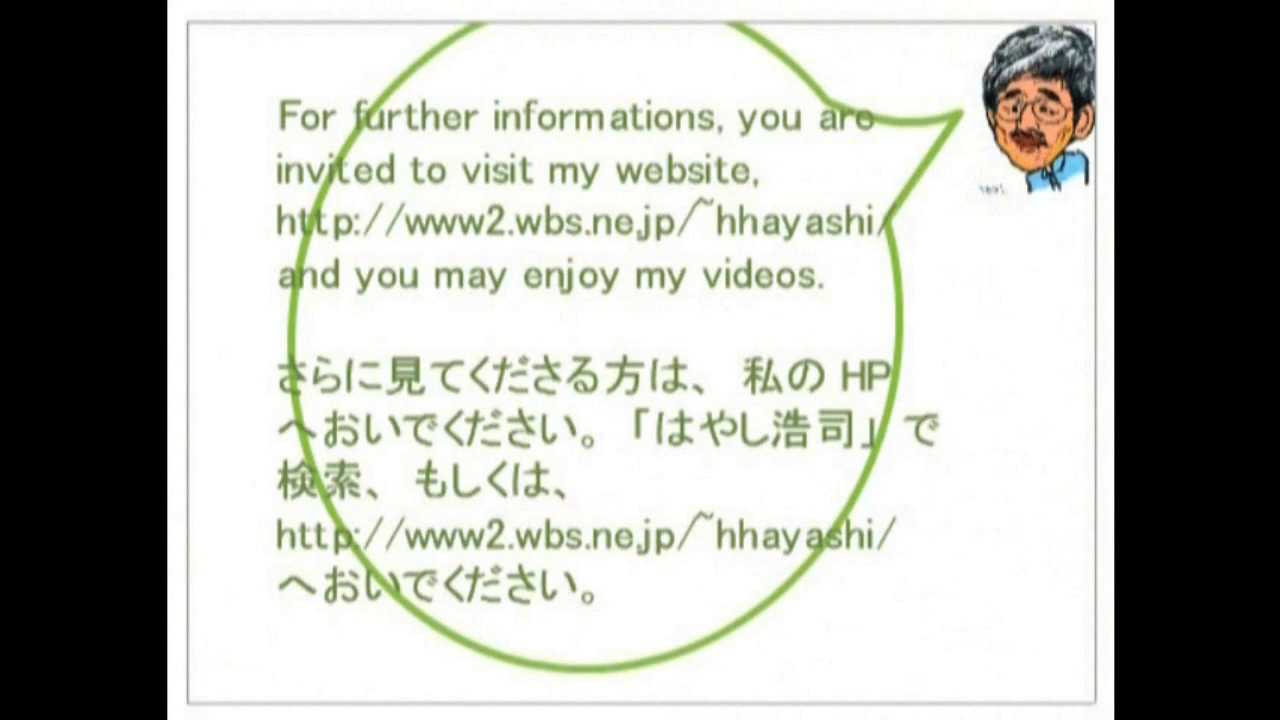 For further informations, you are
invited to visit my website,
http://www2.wbs.ne.jp/~hhayashi/
and you may enjoy my videos.
さらに見てくださる方は、私の HP
へおいでください。「はやし浩司」で
検索、もしくは、
http://www2.wbs.ne.jp/~hhayashi/
へおいでください。